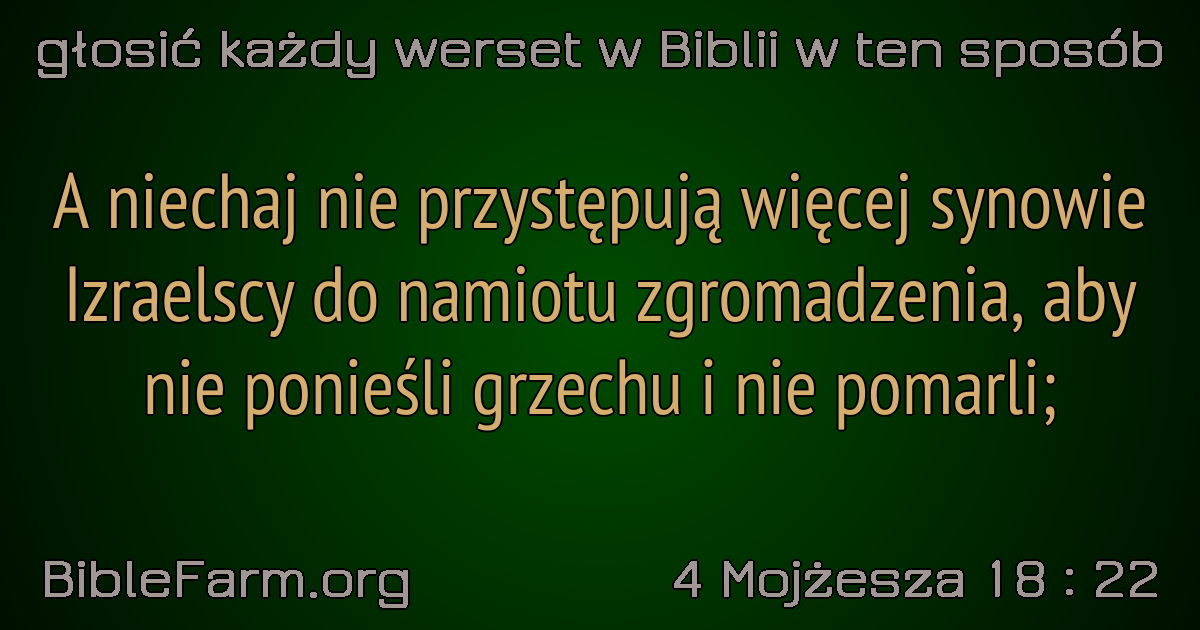 głosić każdy werset w Biblii w ten sposób
A niechaj nie przystępują więcej synowie
Izraelscy do namiotu zgromadzenia, aby
nie ponieśli grzechu i nie pomarli;
BibleFarm.org
4 Mojżesza 18 : 22